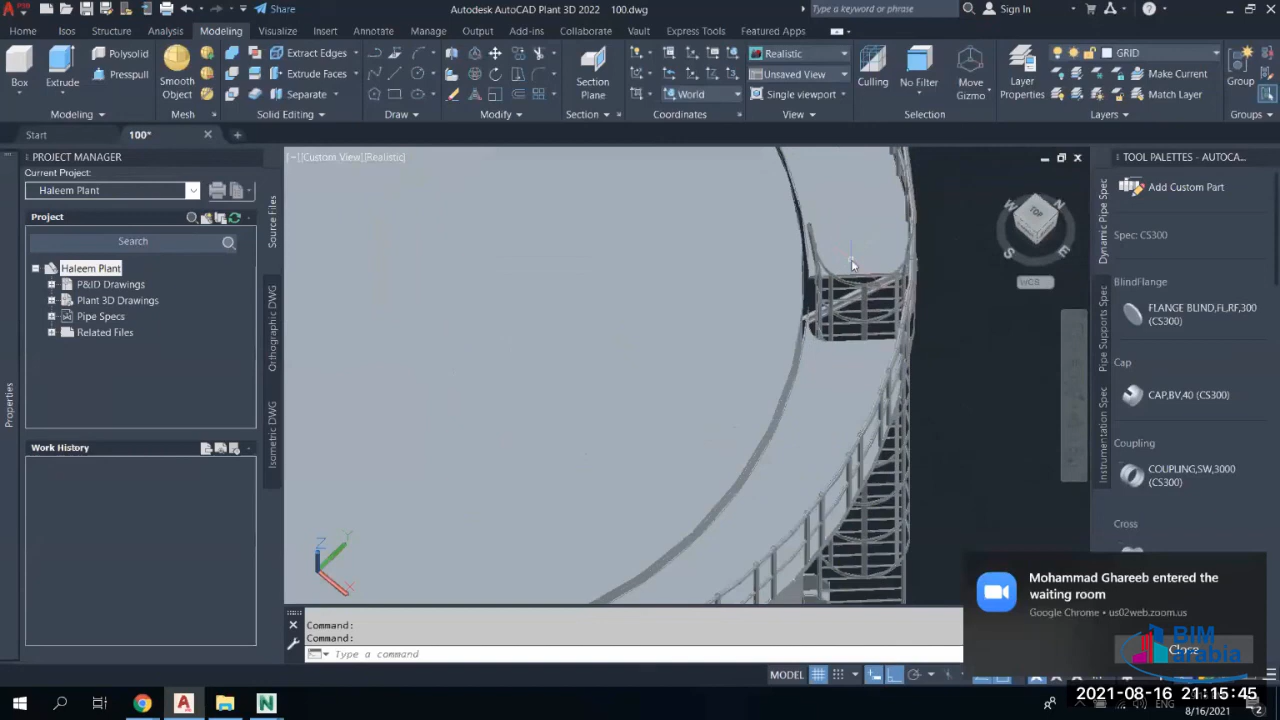 Share
Autodesk AutoCAD Plant 3D 2022 100.dwg
Type a keyword or phrase
Sign In
Home Isos Structure Analysis Modeling Visualize Insert Annotate Manage Output Add-ins Collaborate Vault Express Tools Featured Apps
Box
Extrude
Polysolid
Presspull
Smooth
Object
Extract Edges
Extrude Faces
Separate
Section
Plane
World
Realistic
Unsaved View
Single viewport
Culling
No Filter
Move
Gizmo
Layer
Properties
GRID
Make Current
Match Layer
Group
Modeling
Mesh
Solid Editing
Draw
Modify
Section
Coordinates
View
Selection
Layers
Groups
Start
100*
PROJECT MANAGER
Current Project:
Haleem Plant
Project
Search
Haleem Plant
P&ID Drawings
Plant 3D Drawings
Pipe Specs
Related Files
Work History
Properties
Source Files
Orthographic DWG
Isometric DWG
[−][Custom View][Realistic]
TOP
W
N
S
E
WCS
Z
Y
X
Command:
Command:
Type a command
MODEL
TOOL PALETTES - AUTOCA...
Dynamic Pipe Spec
Pipe Supports Spec
Instrumentation Spec
Add Custom Part
Spec: CS300
BlindFlange
FLANGE BLIND,FL,RF,300
(CS300)
Cap
CAP,BV,40 (CS300)
Coupling
COUPLING,SW,3000
(CS300)
Cross
Mohammad Ghareeb entered the
waiting room
Google Chrome • us02web.zoom.us
Close
BIM
arabia
2021-08-16 21:15:45
ENG
8/16/2021
2